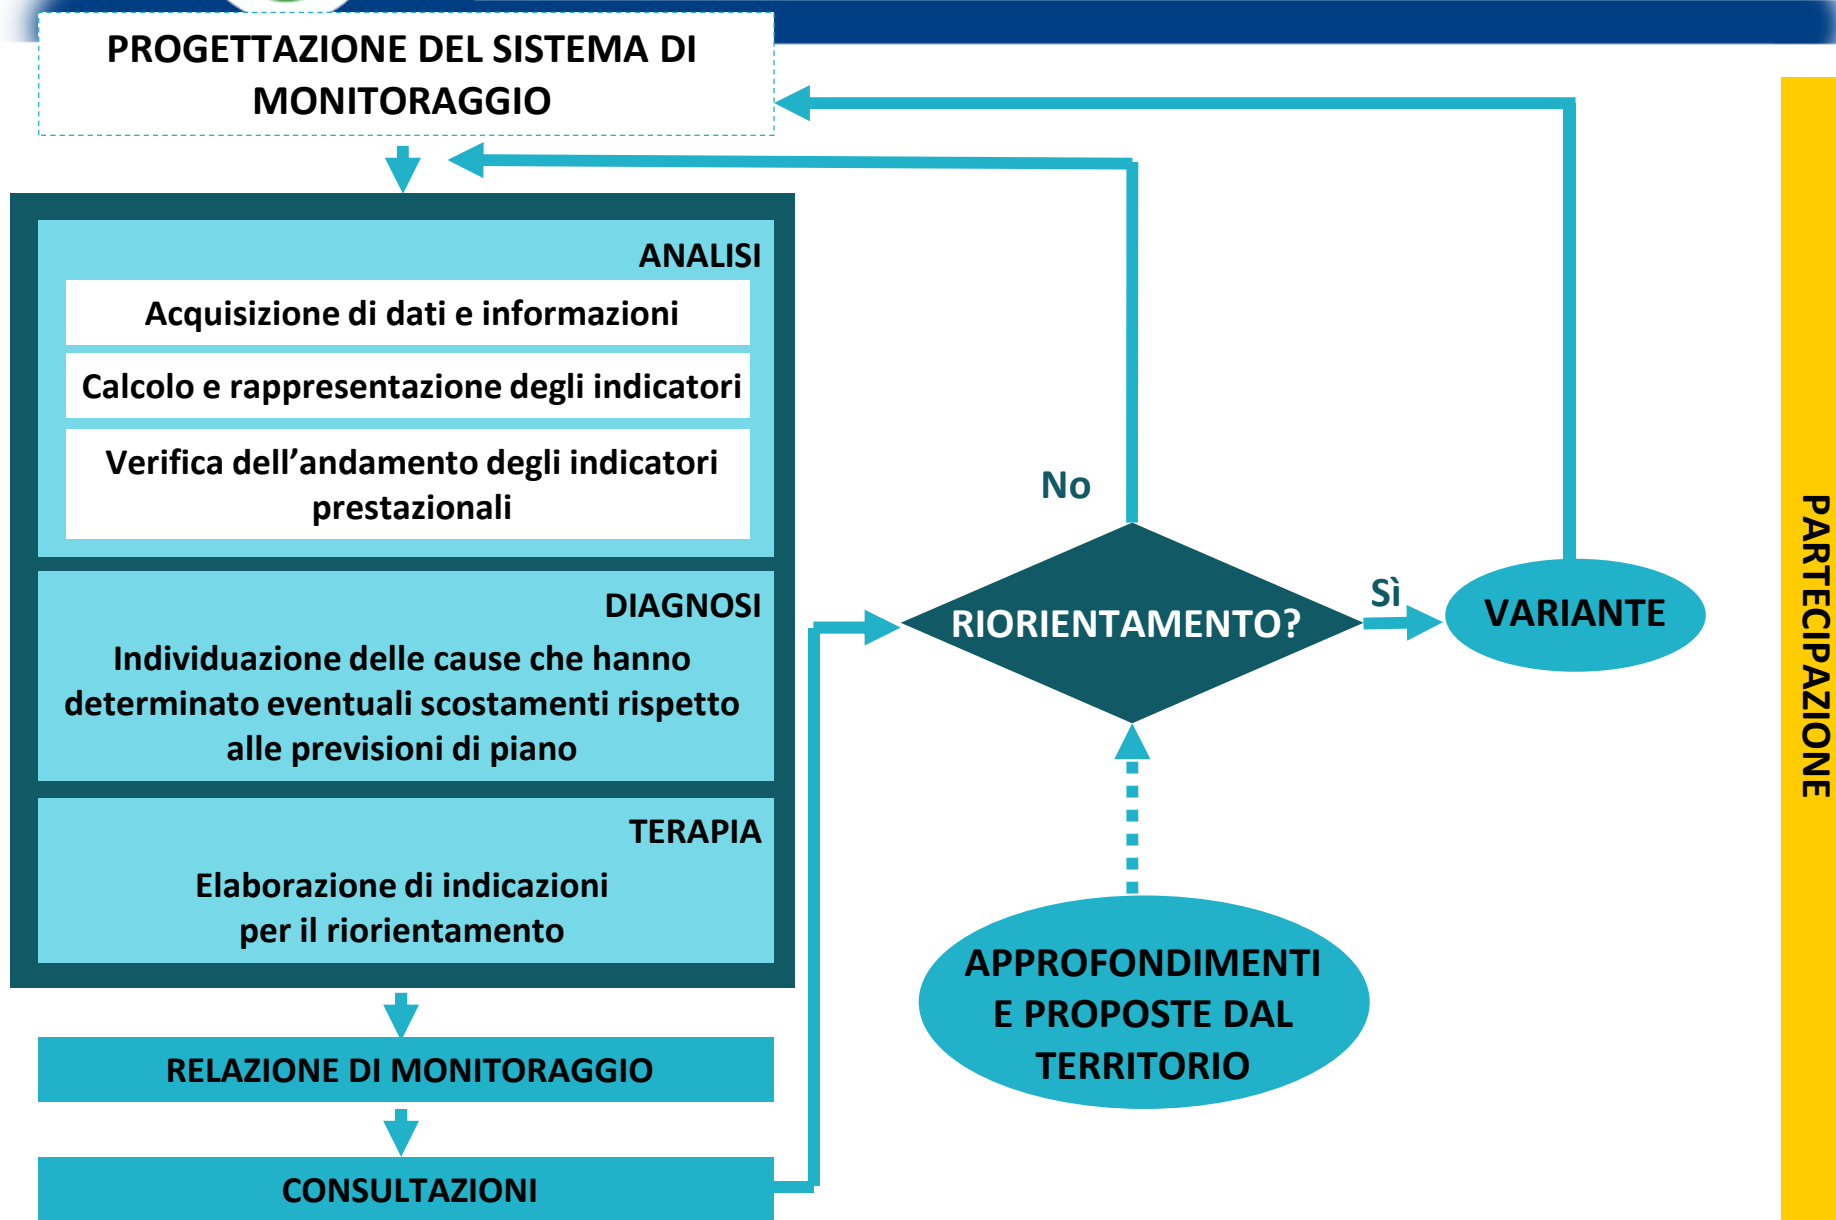 PROGETTAZIONE DEL SISTEMA DI
MONITORAGGIO
ANALISI
Acquisizione di dati e informazioni
Calcolo e rappresentazione degli indicatori
Verifica dell’andamento degli indicatori
prestazionali
DIAGNOSI
Individuazione delle cause che hanno
determinato eventuali scostamenti rispetto
alle previsioni di piano
TERAPIA
Elaborazione di indicazioni
per il riorientamento
RELAZIONE DI MONITORAGGIO
CONSULTAZIONI
No
RIORIENTAMENTO?
Sì
VARIANTE
APPROFONDIMENTI
E PROPOSTE DAL
TERRITORIO
PARTECIPAZIONE